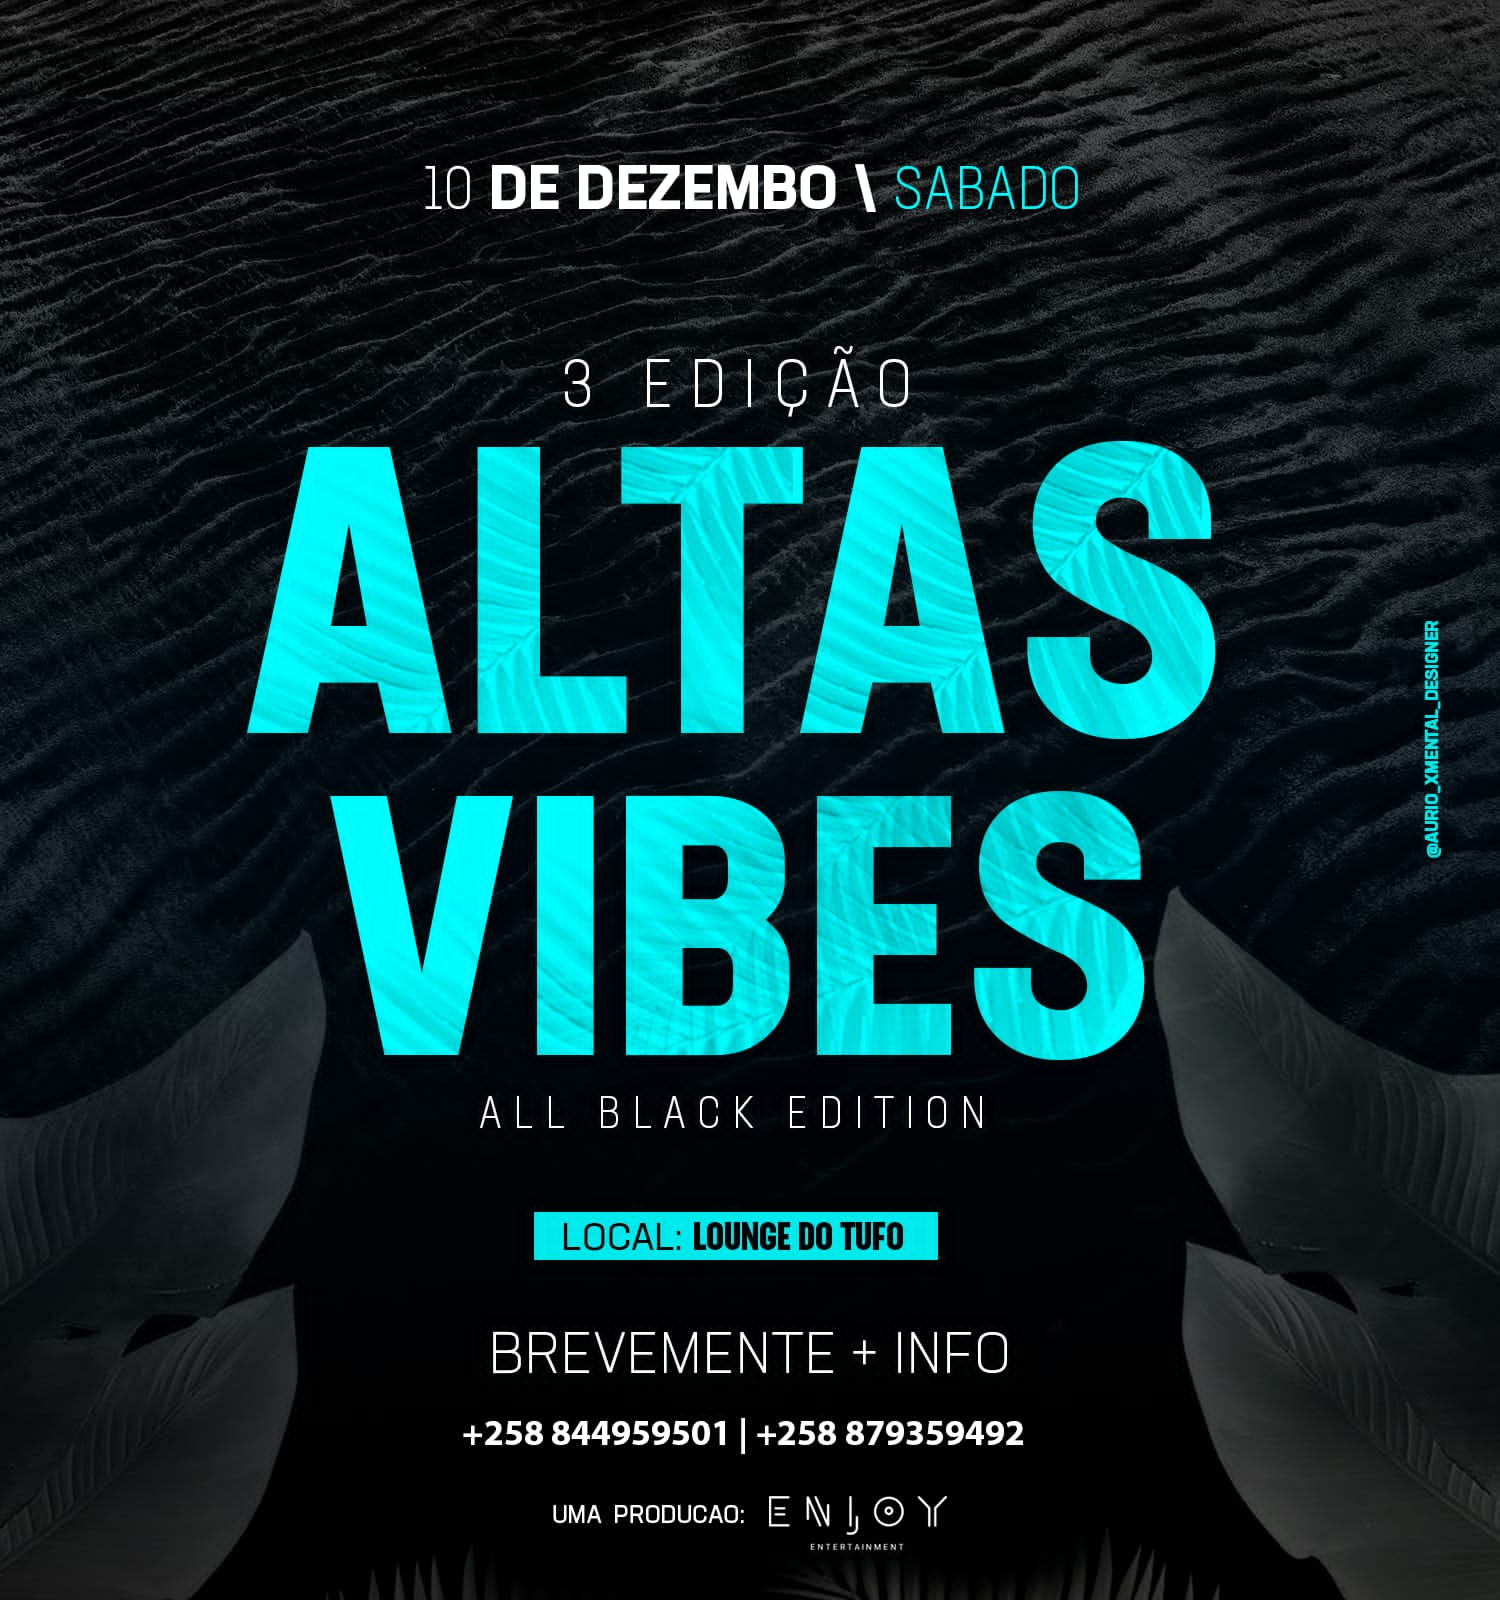 10 DE DEZEMBO \ SABADO
3 EDIÇÃO
ALTAS
VIBES
ALL BLACK EDITION
LOCAL: LOUNGE DO TUFO
BREVEMENTE + INFO
+258 844959501 | +258 879359492
UMA PRODUCAO: ENJOY
ENTERTAINMENT
@AURIO_XMENTAL_DESIGNER